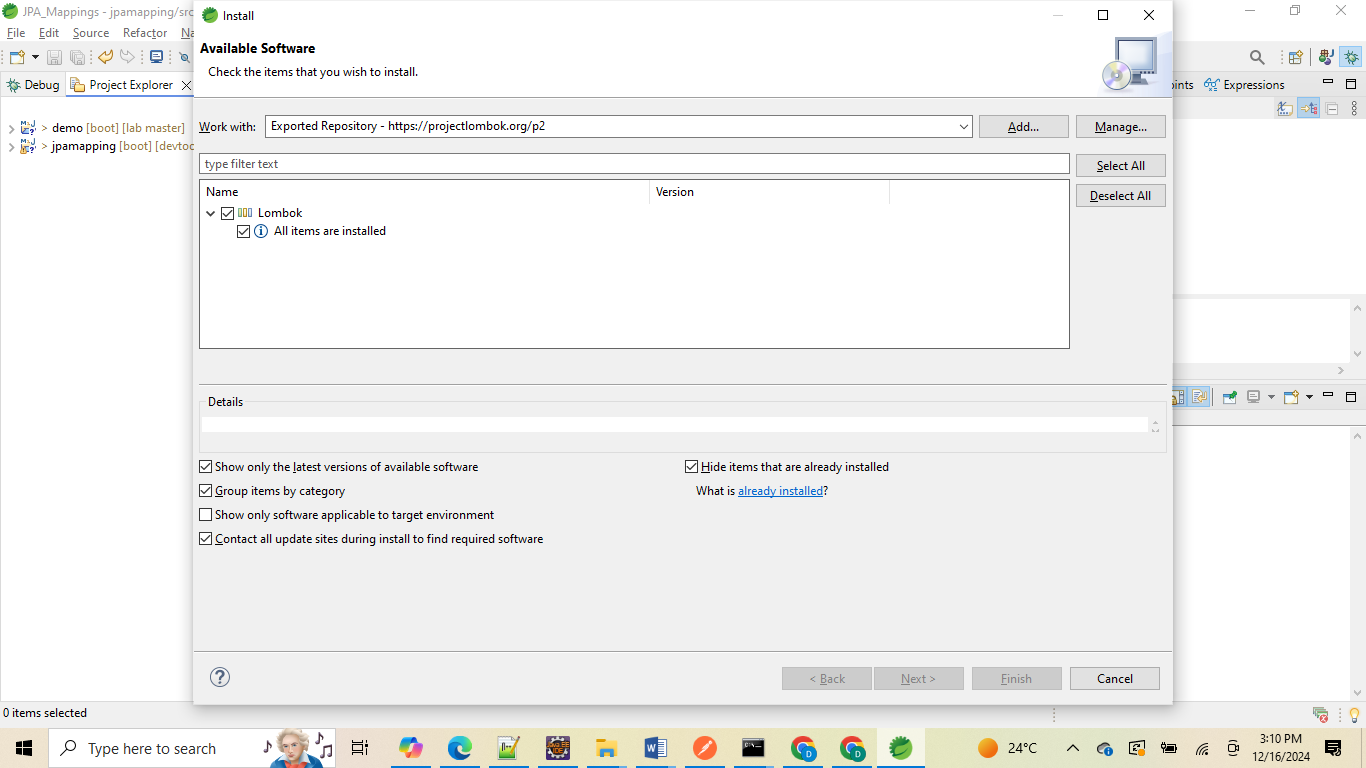 JPA_Mappings - jpamapping/src
Install
File Edit Source Refactor Na
Available Software
Check the items that you wish to install.
Debug
Project Explorer
ints
Expressions
Work with:
Exported Repository - https://projectlombok.org/p2
Add...
Manage...
> demo [boot] [lab master]
> jpamapping [boot] [devtoo
type filter text
Select All
Deselect All
Name
Version
Lombok
All items are installed
Details
Show only the latest versions of available software
Hide items that are already installed
Group items by category
What is already installed?
Show only software applicable to target environment
Contact all update sites during install to find required software
< Back
Next >
Finish
Cancel
0 items selected
Type here to search
24°C
3:10 PM
12/16/2024